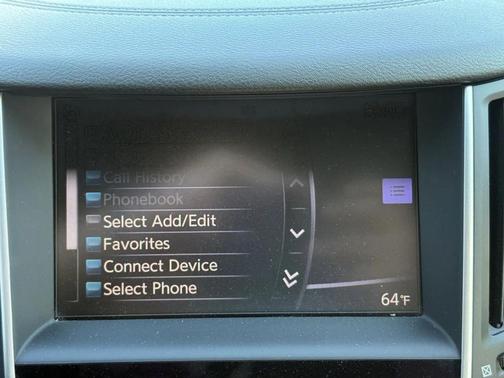 Call History
Phonebook
Select Add/Edit
Favorites
Connect Device
Select Phone
64°F